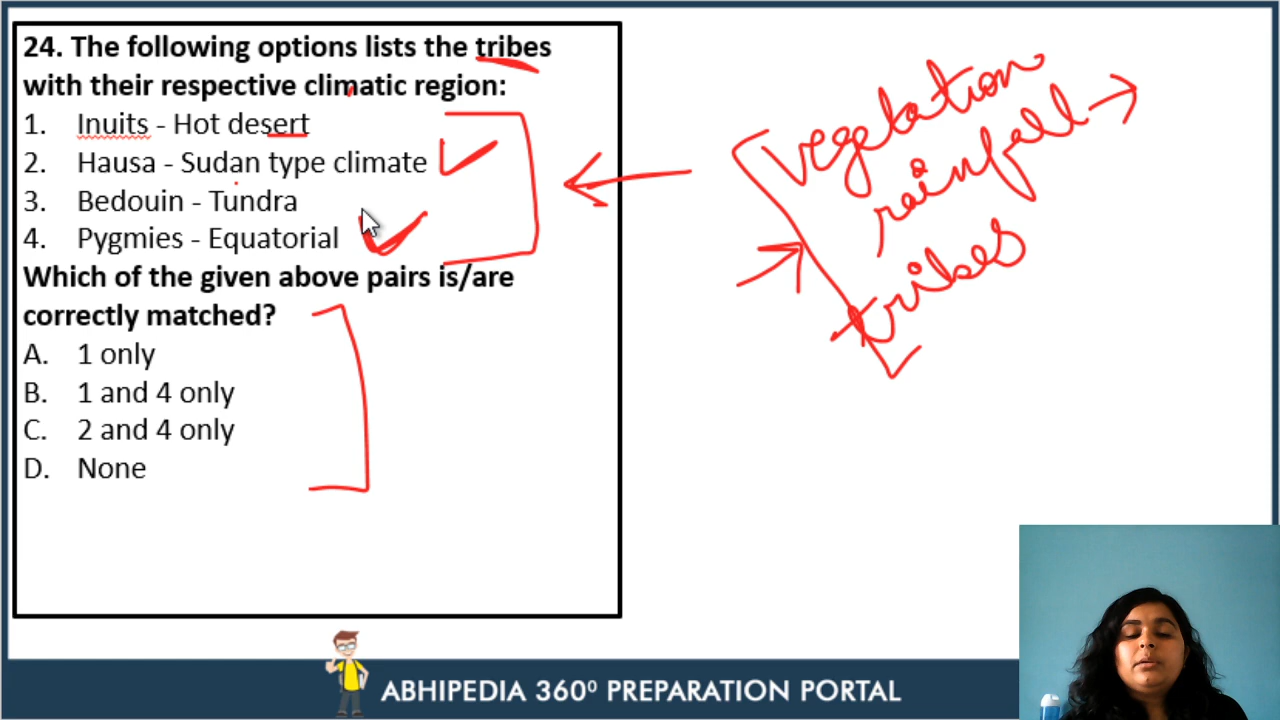 24. The following options lists the tribes
with their respective climatic region:
1. Inuits - Hot desert
2. Hausa - Sudan type climate
3. Bedouin - Tundra
4. Pygmies - Equatorial
Which of the given above pairs is/are
correctly matched?
A. 1 only
B. 1 and 4 only
C. 2 and 4 only
D. None
vegetation
rainfall
tribes
ABHIPEDIA 360⁰ PREPARATION PORTAL